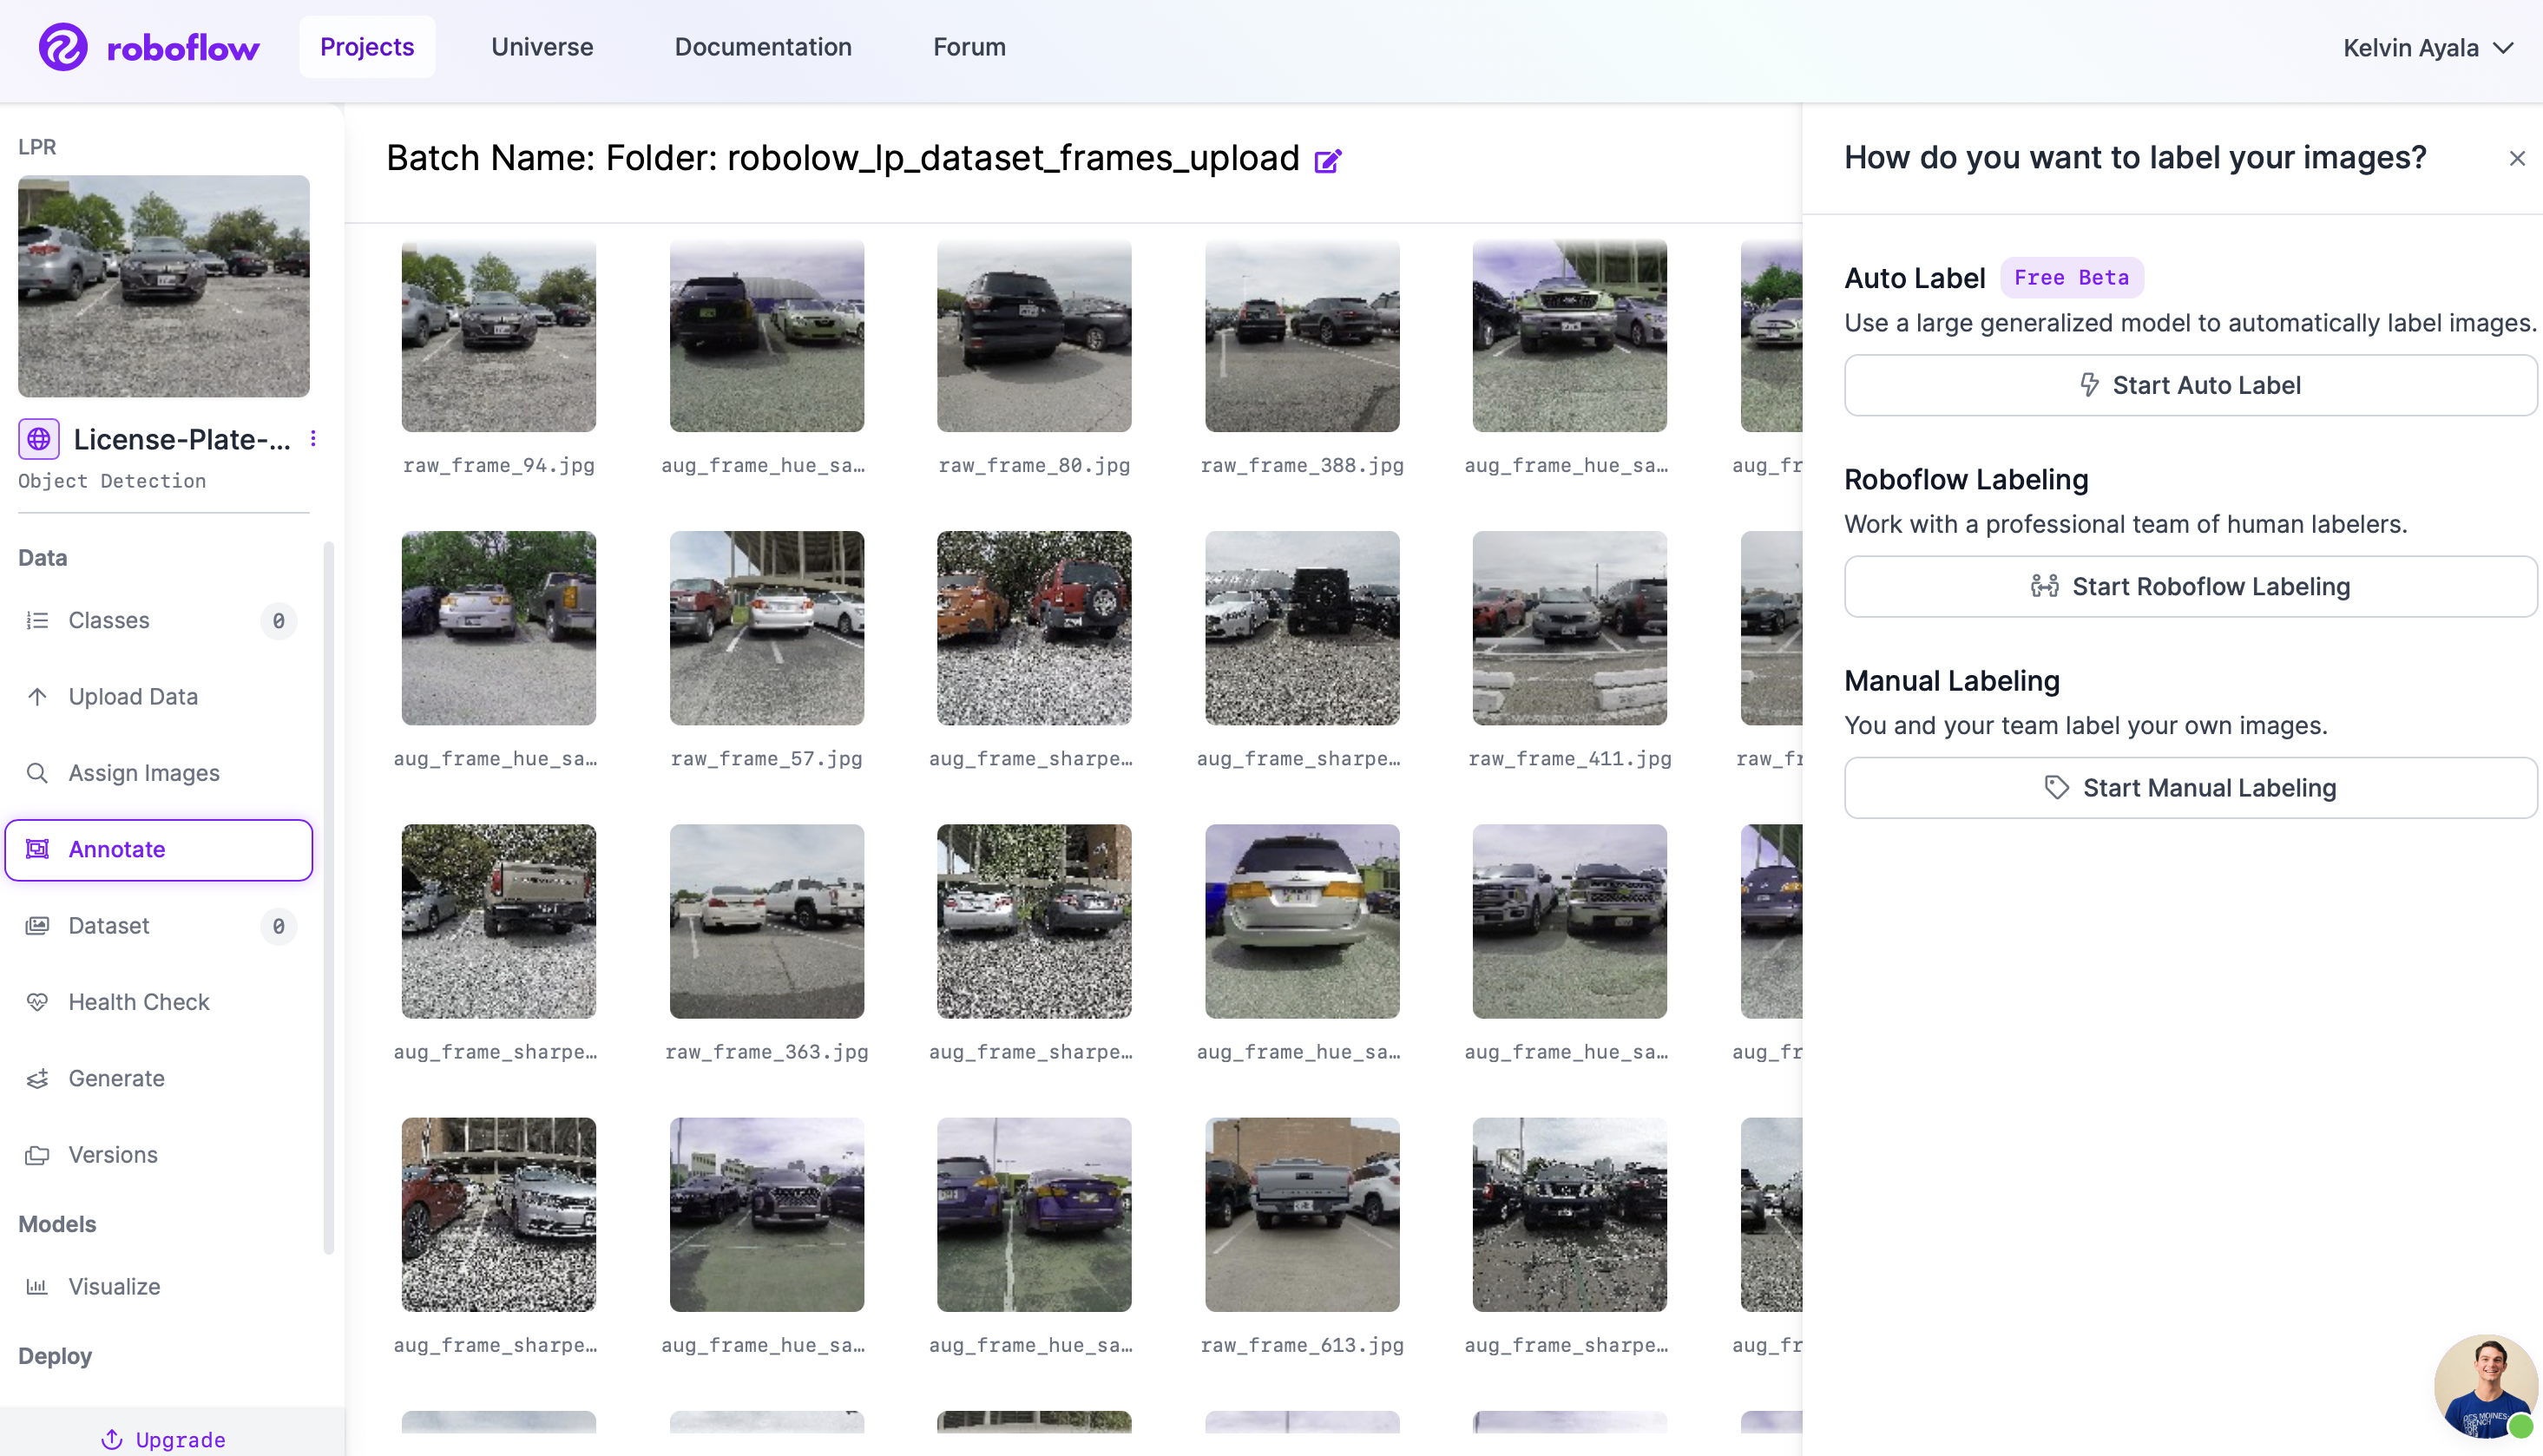 roboflow
Projects
Universe
Documentation
Forum
Kelvin Ayala
LPR
License-Plate-...
Object Detection
Data
Classes 0
Upload Data
Assign Images
Annotate
Dataset 0
Health Check
Generate
Versions
Models
Visualize
Deploy
Upgrade
Batch Name: Folder: robolow_lp_dataset_frames_upload
raw_frame_94.jpg
aug_frame_hue_sa…
raw_frame_80.jpg
raw_frame_388.jpg
aug_frame_hue_sa…
aug_fr
aug_frame_hue_sa…
raw_frame_57.jpg
aug_frame_sharpe…
aug_frame_sharpe…
raw_frame_411.jpg
raw_fr
aug_frame_sharpe…
raw_frame_363.jpg
aug_frame_sharpe…
aug_frame_hue_sa…
aug_frame_hue_sa…
aug_fr
aug_frame_sharpe…
aug_frame_hue_sa…
aug_frame_hue_sa…
raw_frame_613.jpg
aug_frame_sharpe…
aug_fr
How do you want to label your images?
Auto Label Free Beta
Use a large generalized model to automatically label images.
Start Auto Label
Roboflow Labeling
Work with a professional team of human labelers.
Start Roboflow Labeling
Manual Labeling
You and your team label your own images.
Start Manual Labeling